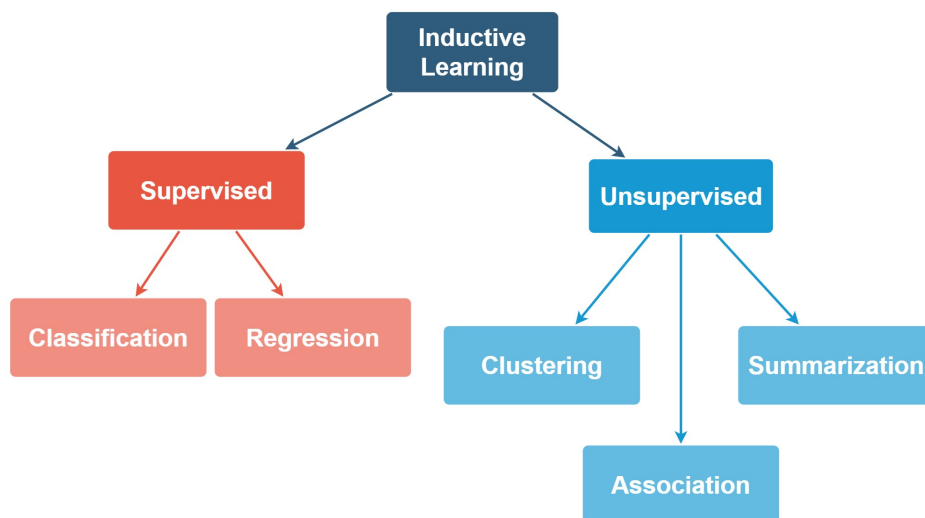 Inductive
Learning
Supervised
Unsupervised
Classification
Regression
Clustering
Summarization
Association